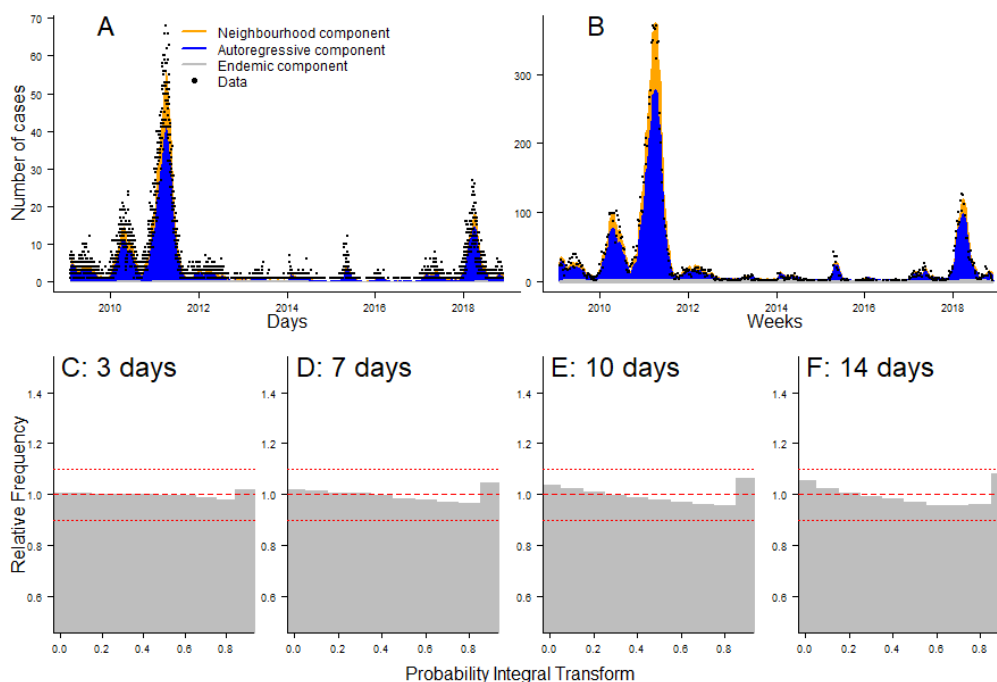 A
Neighbourhood component
Autoregressive component
Endemic component
Data
Number of cases
70
60
50
40
30
20
10
0
2010 2012 2014 2016 2018
Days
B
300
200
100
0
2010 2012 2014 2016 2018
Weeks
C: 3 days
D: 7 days
E: 10 days
F: 14 days
Relative Frequency
1.4 1.4 1.4 1.4
1.2 1.2 1.2 1.2
1.0 1.0 1.0 1.0
0.8 0.8 0.8 0.8
0.6 0.6 0.6 0.6
0.0 0.2 0.4 0.6 0.8 0.0 0.2 0.4 0.6 0.8 0.0 0.2 0.4 0.6 0.8 0.0 0.2 0.4 0.6 0.8
Probability Integral Transform